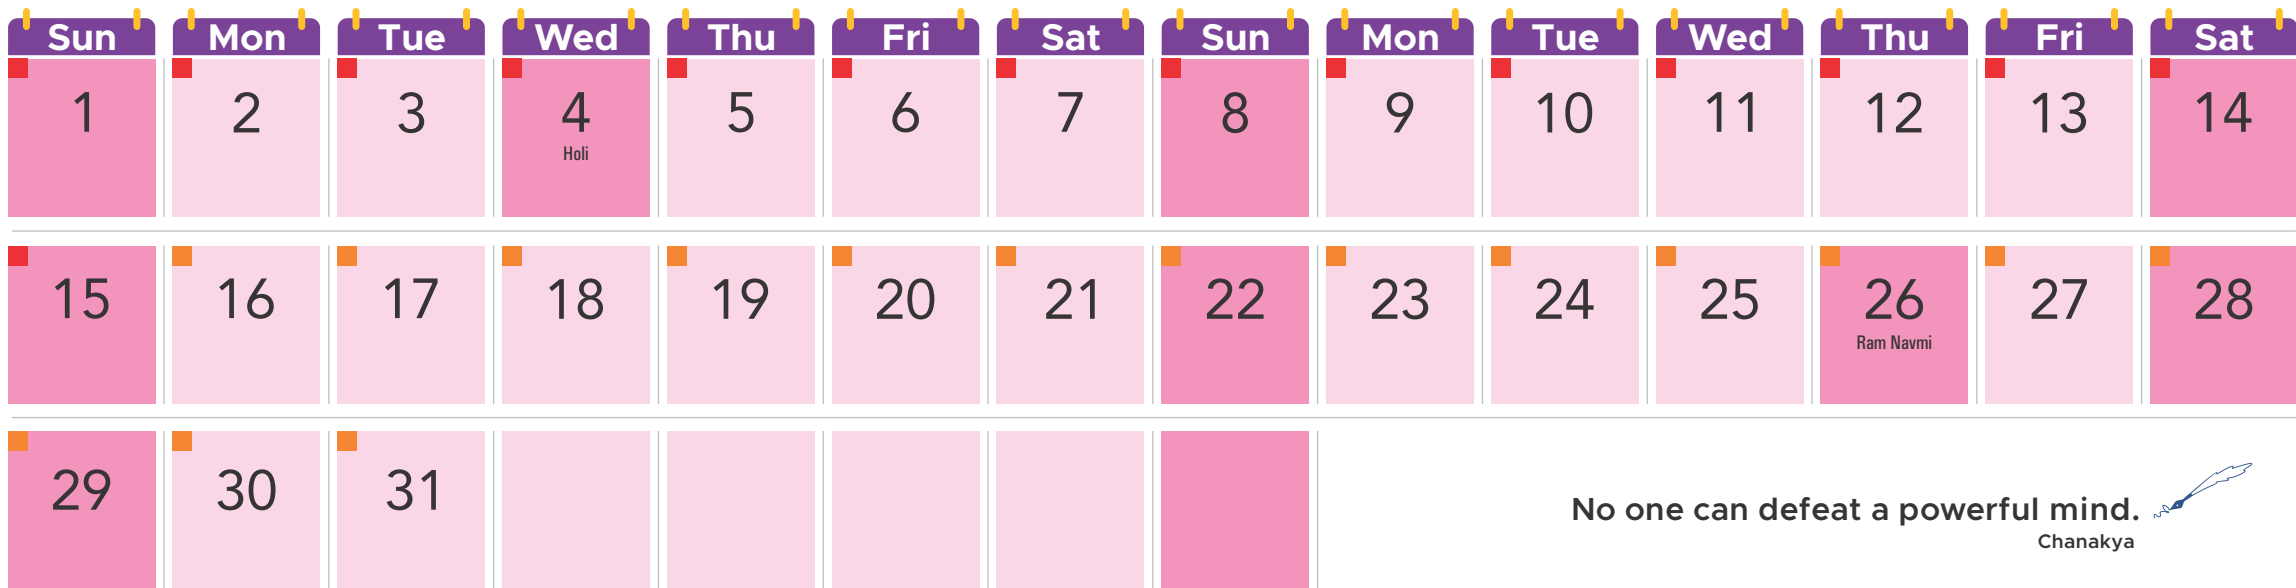 Sun Mon Tue Wed Thu Fri Sat Sun Mon Tue Wed Thu Fri Sat
1 2 3 4 5 6 7 8 9 10 11 12 13 14
Holi
15 16 17 18 19 20 21 22 23 24 25 26 27 28
Ram Navmi
29 30 31
No one can defeat a powerful mind.
Chanakya